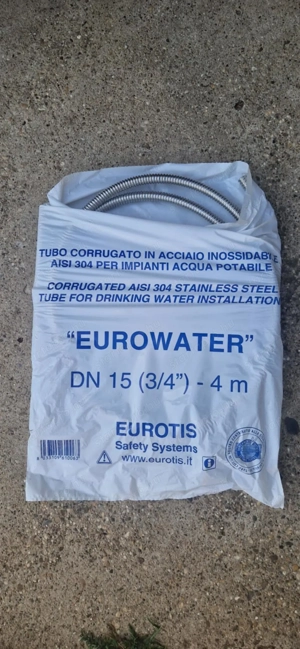 TUBO CORRUGATO IN ACCIAIO INOSSIDABILE
AISI 304 PER IMPIANTI ACQUA POTABILE
CORRUGATED AISI 304 STAINLESS STEEL
TUBE FOR DRINKING WATER INSTALLATION
"EUROWATER"
DN 15 (3/4") - 4 m
EUROTIS
Safety Systems
www.eurotis.it